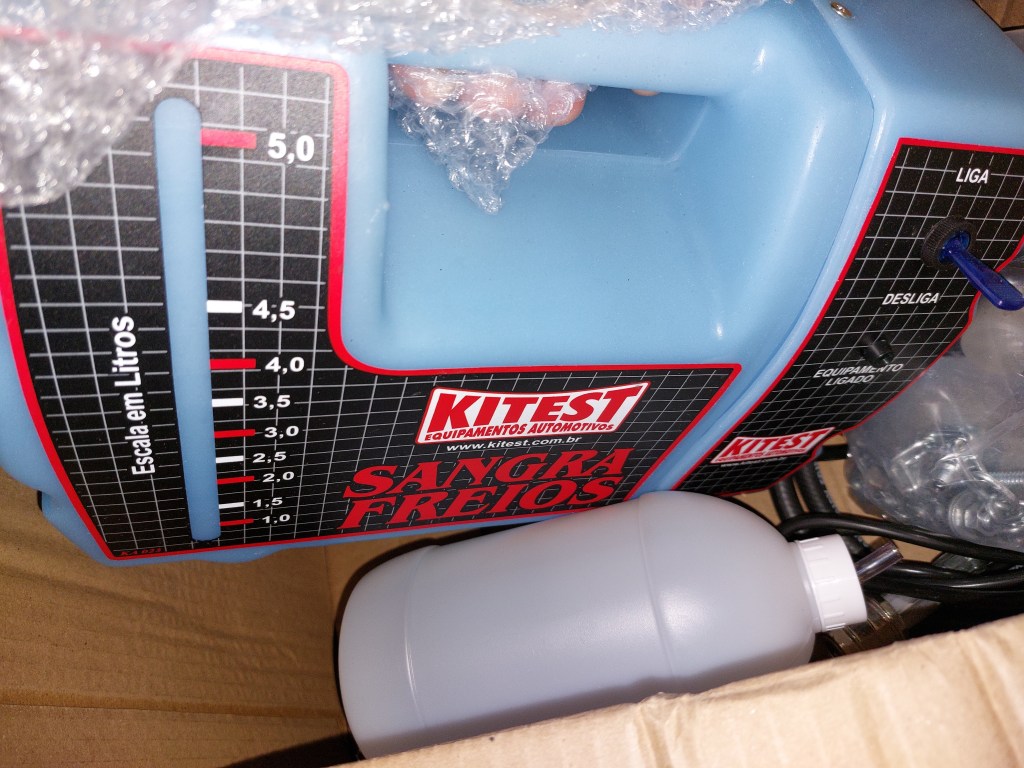 5,0
4,5
4,0
3,5
3,0
2,5
2,0
1,5
1,0
Escala em Litros
KITEST
EQUIPAMENTOS AUTOMOTIVOS
www.kitest.com.br
SANGRA
FREIOS
LIGA
DESLIGA
EQUIPAMENTO
LIGADO
KITEST